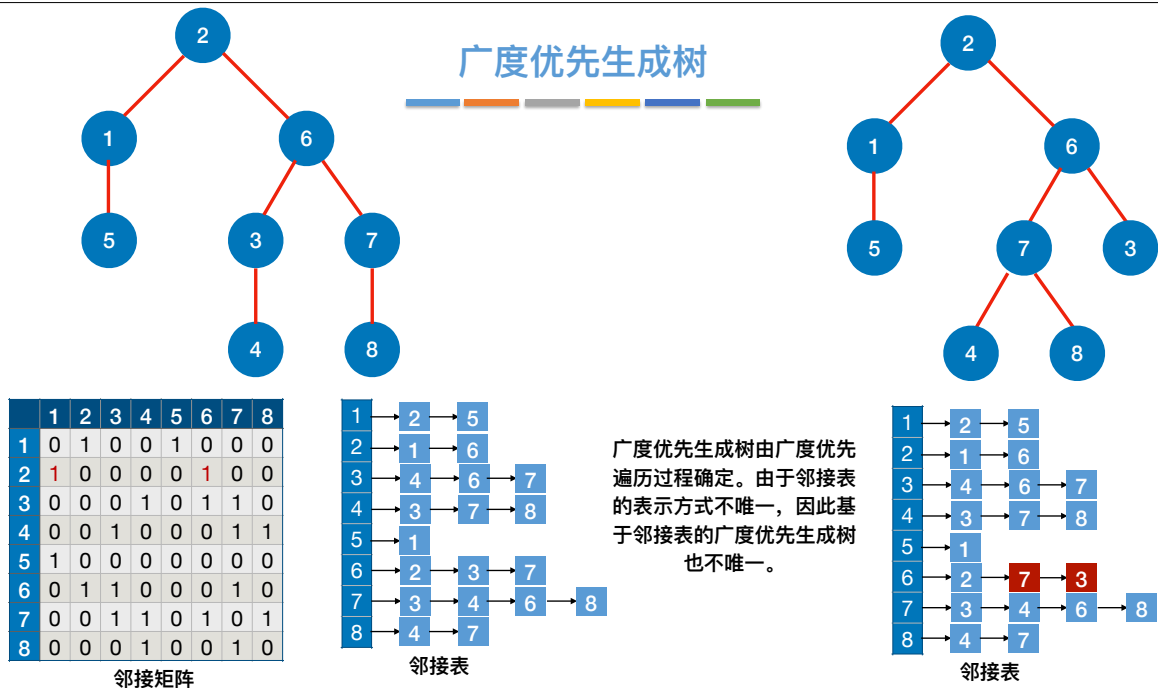 广度优先生成树
2
1
6
5
3
7
4
8
2
1
6
5
7
3
4
8
1 2 3 4 5 6 7 8
1 0 1 0 0 1 0 0 0
2 1 0 0 0 0 1 0 0
3 0 0 0 1 0 1 1 0
4 0 0 1 0 0 0 1 1
5 1 0 0 0 0 0 0 0
6 0 1 1 0 0 0 1 0
7 0 0 1 1 0 1 0 1
8 0 0 0 1 0 0 1 0
邻接矩阵
1 2 5
2 1 6
3 4 6 7
4 3 7 8
5 1
6 2 3 7
7 3 4 6 8
8 4 7
邻接表
广度优先生成树由广度优先
遍历过程确定。由于邻接表
的表示方式不唯一，因此基
于邻接表的广度优先生成树
也不唯一。
1 2 5
2 1 6
3 4 6 7
4 3 7 8
5 1
6 2 7 3
7 3 4 6 8
8 4 7
邻接表